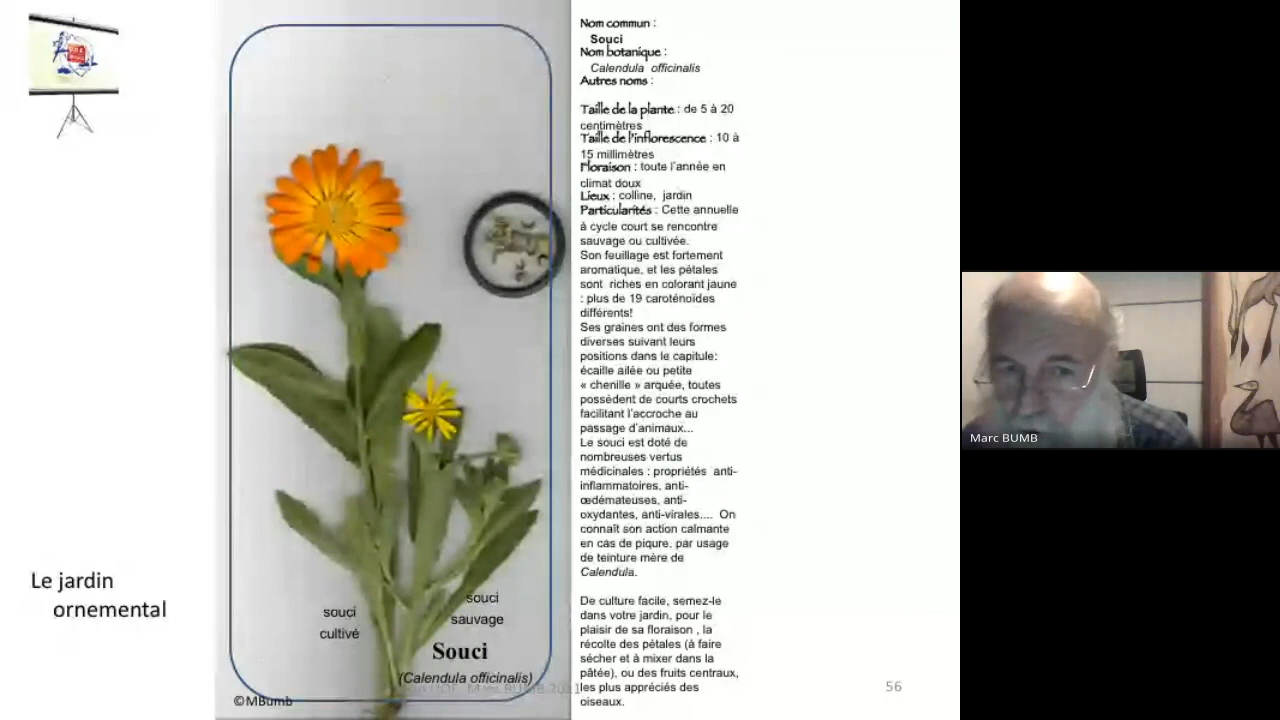 Nom commun :
Souci
Nom botanique :
Calendula officinalis
Autres noms :
Taille de la plante : de 5 à 20
centimètres
Taille de l'inflorescence : 10 à
15 millimètres
Floraison : toute l'année en
climat doux
Lieux : colline, jardin
Particularités : Cette annuelle
à cycle court se rencontre
sauvage ou cultivée.
Son feuillage est fortement
aromatique, et les pétales
sont riches en colorant jaune
: plus de 19 caroténoïdes
différents!
Ses graines ont des formes
diverses suivant leurs
positions dans le capitule:
écaille ailée ou petite
« chenille » arquée, toutes
possèdent de courts crochets
facilitant l'accroche au
passage d'animaux...
Le souci est doté de
nombreuses vertus
médicinales : propriétés anti-
inflammatoires, anti-
œdémateuses, anti-
oxydantes, anti-virales.... On
connaît son action calmante
en cas de piqure, par usage
de teinture mère de
Calendula.
De culture facile, semez-le
dans votre jardin, pour le
plaisir de sa floraison , la
récolte des pétales (à faire
sécher et à mixer dans la
pâtée), ou des fruits centraux,
les plus appréciés des
oiseaux.
Le jardin
ornemental
souci
cultivé
souci
sauvage
Souci
(Calendula officinalis)
©MBumb
56
Marc BUMB